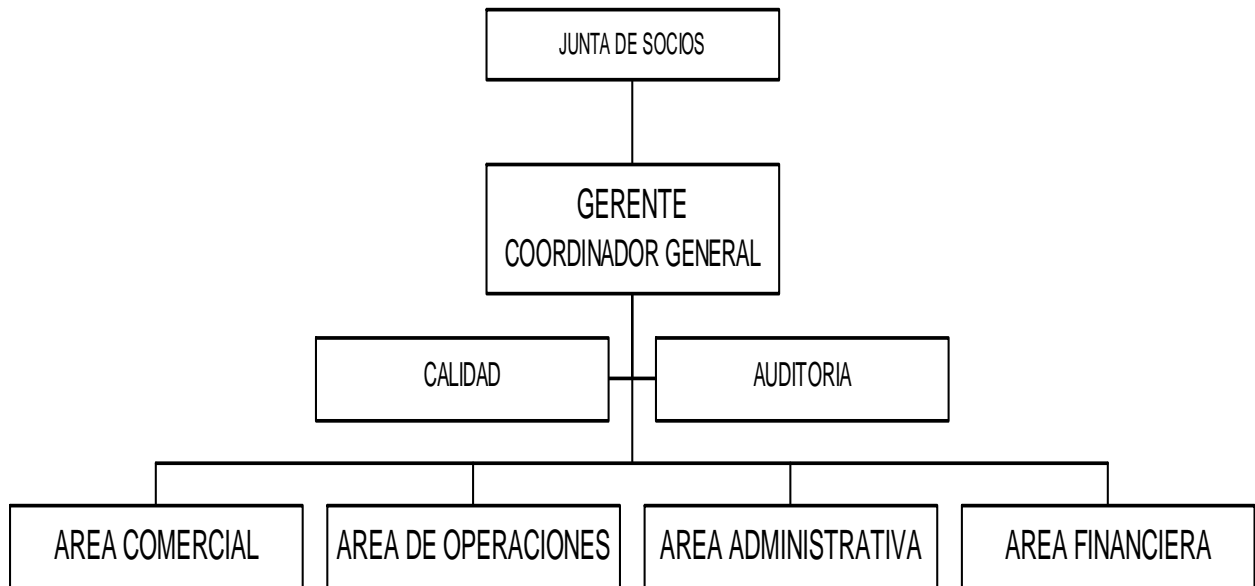 JUNTA DE SOCIOS
GERENTE
COORDINADOR GENERAL
CALIDAD
AUDITORIA
AREA COMERCIAL
AREA DE OPERACIONES
AREA ADMINISTRATIVA
AREA FINANCIERA